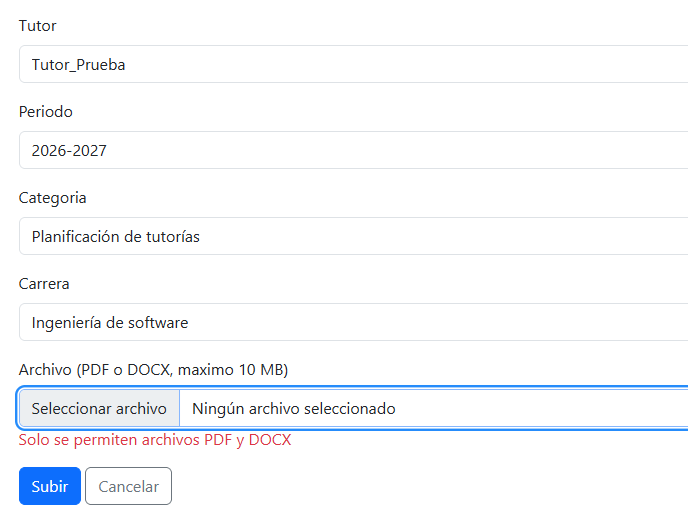 Tutor
Tutor_Prueba
Periodo
2026-2027
Categoria
Planificación de tutorías
Carrera
Ingeniería de software
Archivo (PDF o DOCX, maximo 10 MB)
Seleccionar archivo Ningún archivo seleccionado
Solo se permiten archivos PDF y DOCX
Subir Cancelar